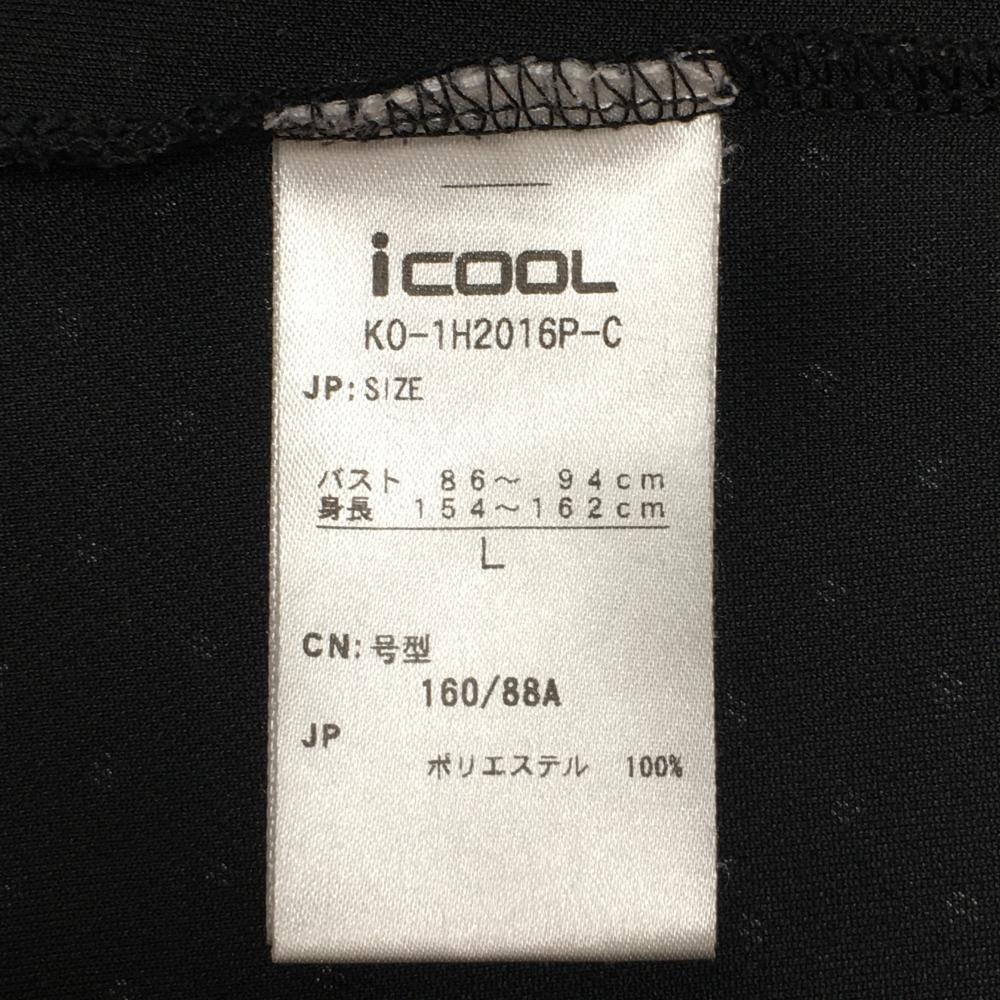 iCOOL
KO-1H2016P-C
JP:SIZE
バスト 86～ 94cm
身長 154～162cm
L
CN:号型
160/88A
JP
ポリエステル 100%